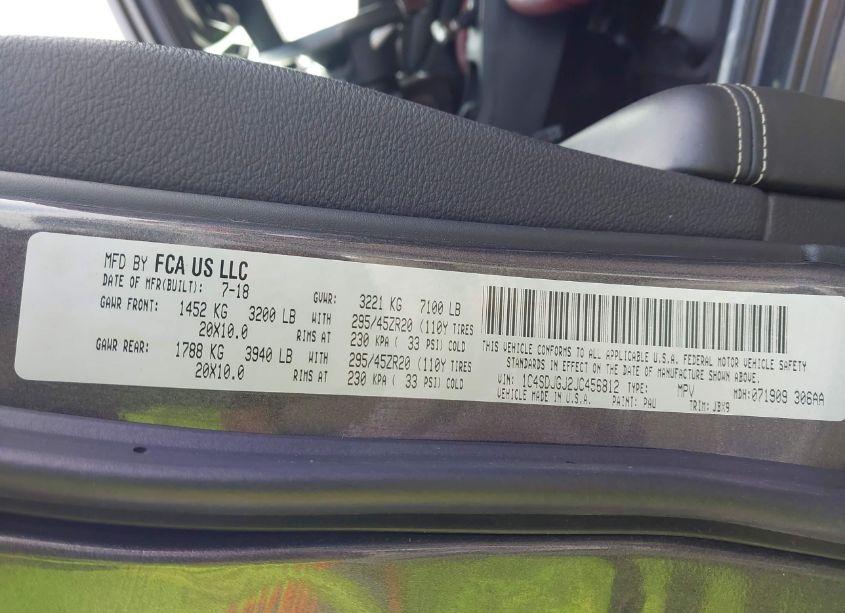 MFD BY FCA US LLC
DATE OF MFR(BUILT): 7-18 GVWR: 3221 KG 7100 LB
GAWR FRONT: 1452 KG 3200 LB WITH 295/45ZR20 (110Y TIRES
20X10.0 RIMS AT 230 KPA ( 33 PSI) COLD
GAWR REAR: 1788 KG 3940 LB WITH 295/45ZR20 (110Y TIRES
20X10.0 RIMS AT 230 KPA ( 33 PSI) COLD
THIS VEHICLE CONFORMS TO ALL APPLICABLE U.S.A. FEDERAL MOTOR VEHICLE SAFETY
STANDARDS IN EFFECT ON THE DATE OF MANUFACTURE SHOWN ABOVE.
VIN: 1C4SDJGJ2JC456812 TYPE: MPV MDH:071909 306AA
VEHICLE MADE IN U.S.A. PAINT: PAU TRIM: JBX9